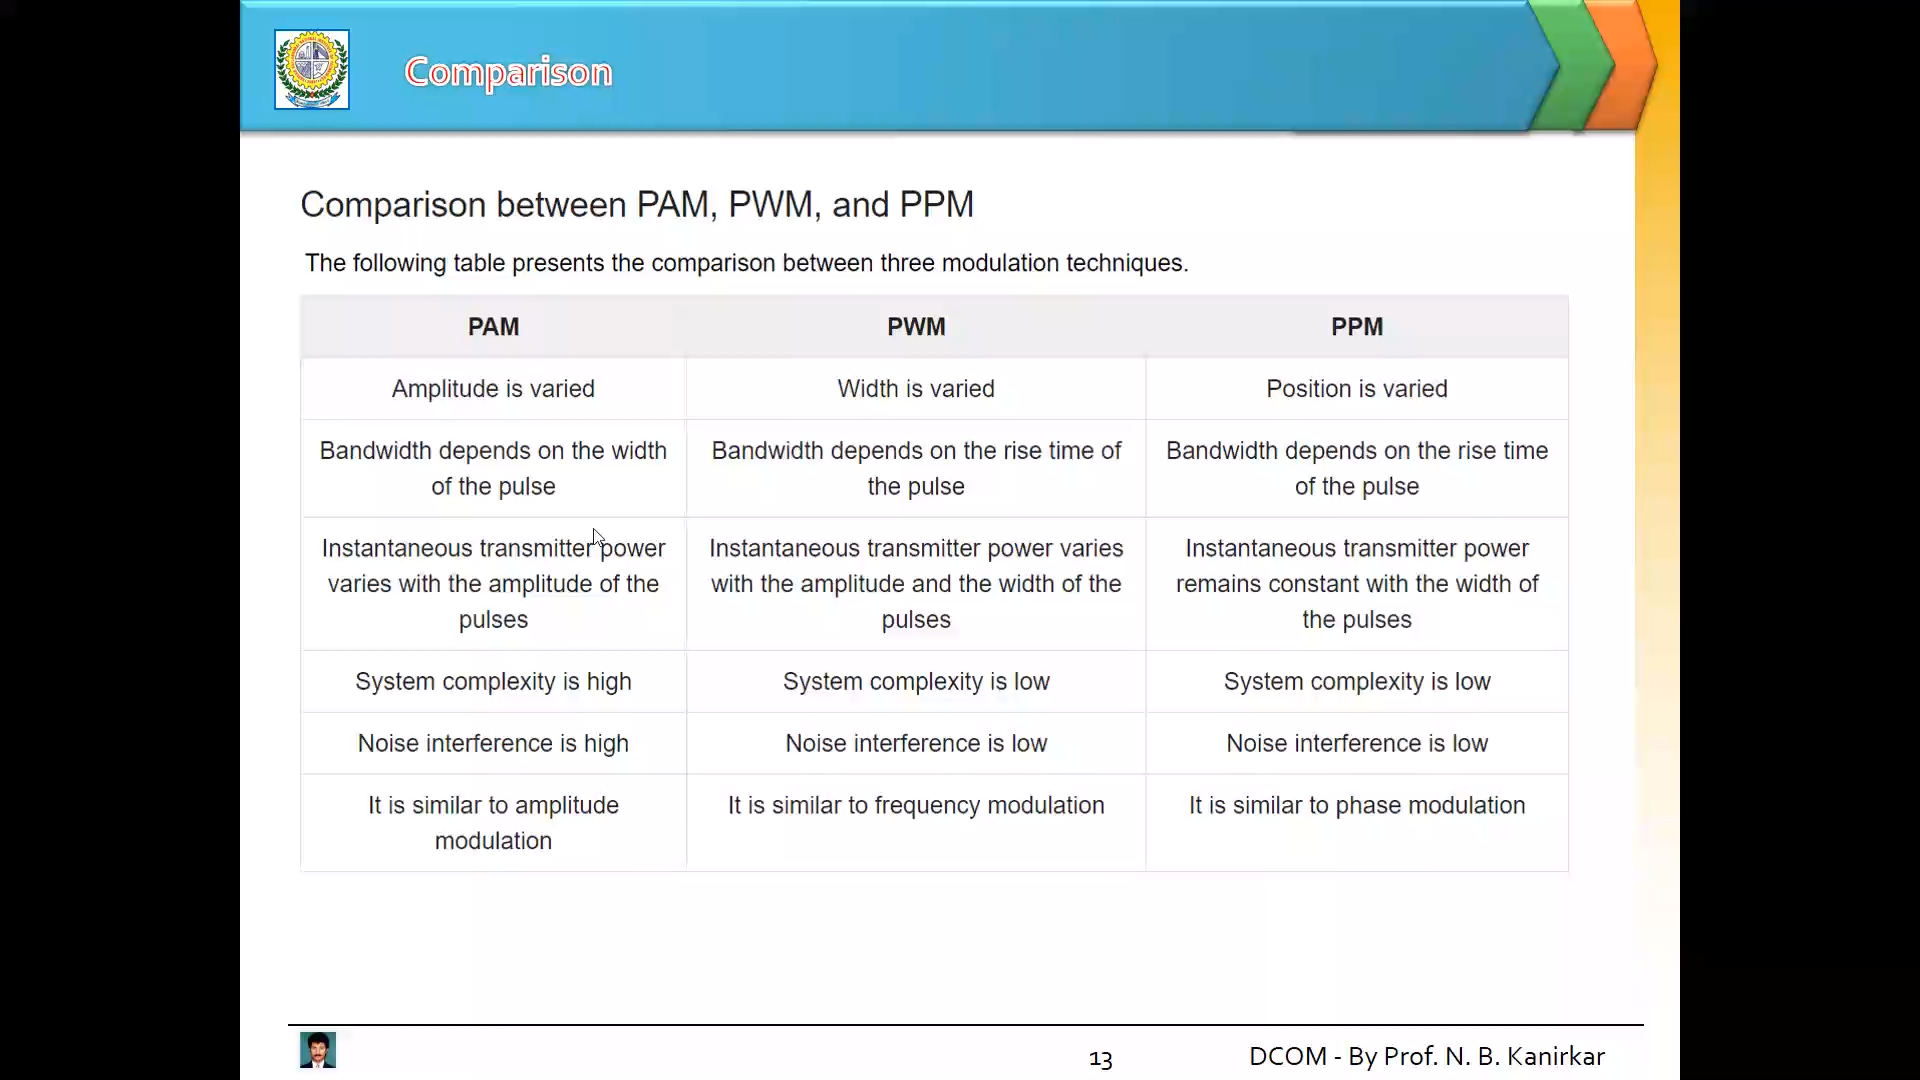 Comparison
Comparison between PAM, PWM, and PPM
The following table presents the comparison between three modulation techniques.
PAM PWM PPM
Amplitude is varied Width is varied Position is varied
Bandwidth depends on the width Bandwidth depends on the rise time of Bandwidth depends on the rise time
of the pulse the pulse of the pulse
Instantaneous transmitter power Instantaneous transmitter power varies Instantaneous transmitter power
varies with the amplitude of the with the amplitude and the width of the remains constant with the width of
pulses pulses the pulses
System complexity is high System complexity is low System complexity is low
Noise interference is high Noise interference is low Noise interference is low
It is similar to amplitude It is similar to frequency modulation It is similar to phase modulation
modulation
13 DCOM - By Prof. N. B. Kanirkar